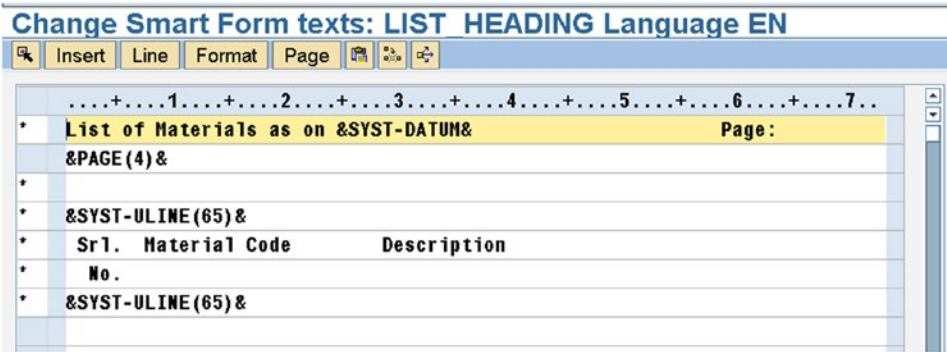 Change Smart Form texts: LIST_HEADING Language EN
Insert Line Format Page
....+....1....+....2....+....3....+....4....+....5....+....6....+....7..
* List of Materials as on &SYST-DATUM& Page:
&PAGE(4)&
*
* &SYST-ULINE(65)&
* Srl. Material Code Description
* No.
* &SYST-ULINE(65)&